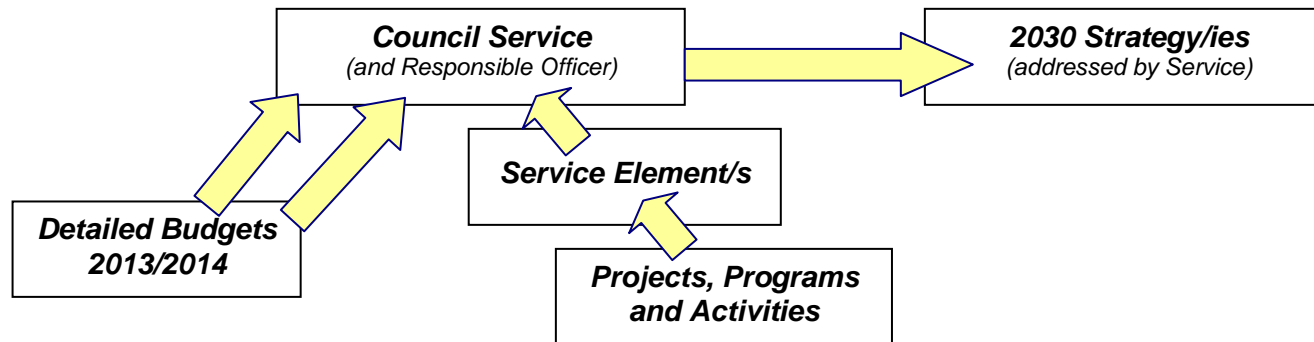 Council Service
(and Responsible Officer)
2030 Strategy/ies
(addressed by Service)
Service Element/s
Detailed Budgets
2013/2014
Projects, Programs
and Activities